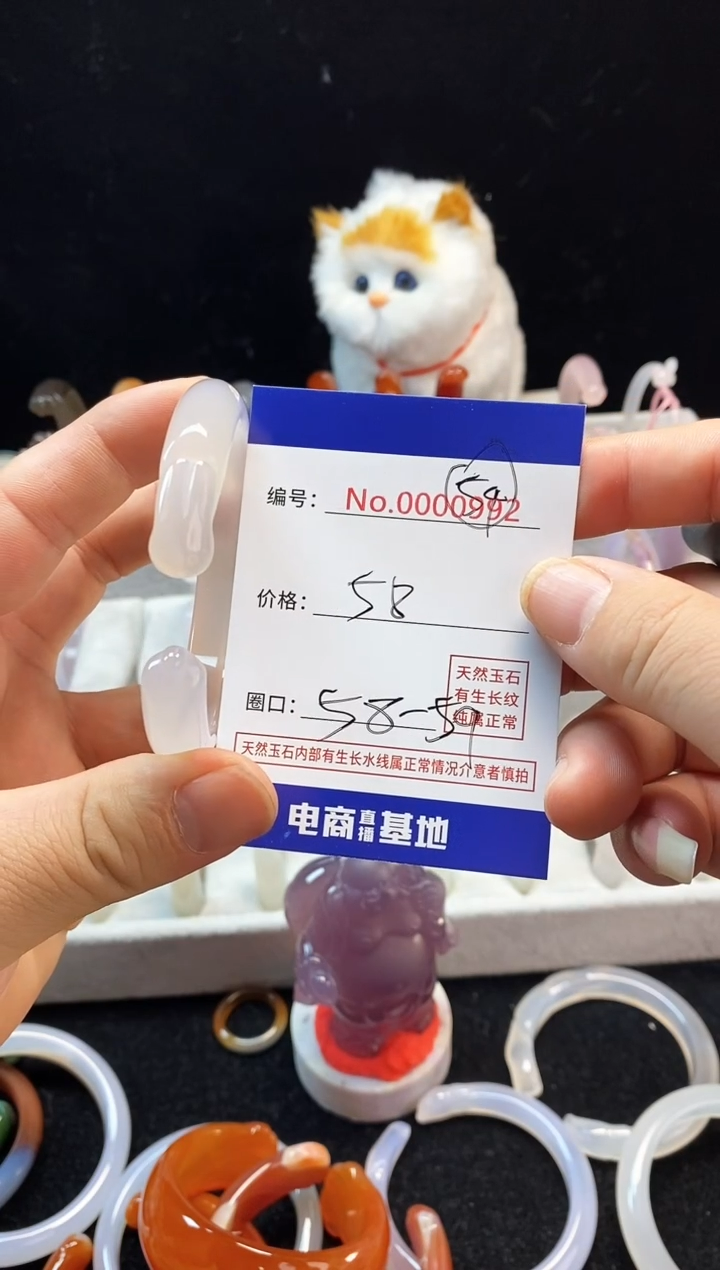 59
编号: No.0000992
价格: 58
圈口: 58-59
天然玉石
有生长纹
纯属正常
天然玉石内部有生长水线属正常情况介意者慎拍
电商直播基地